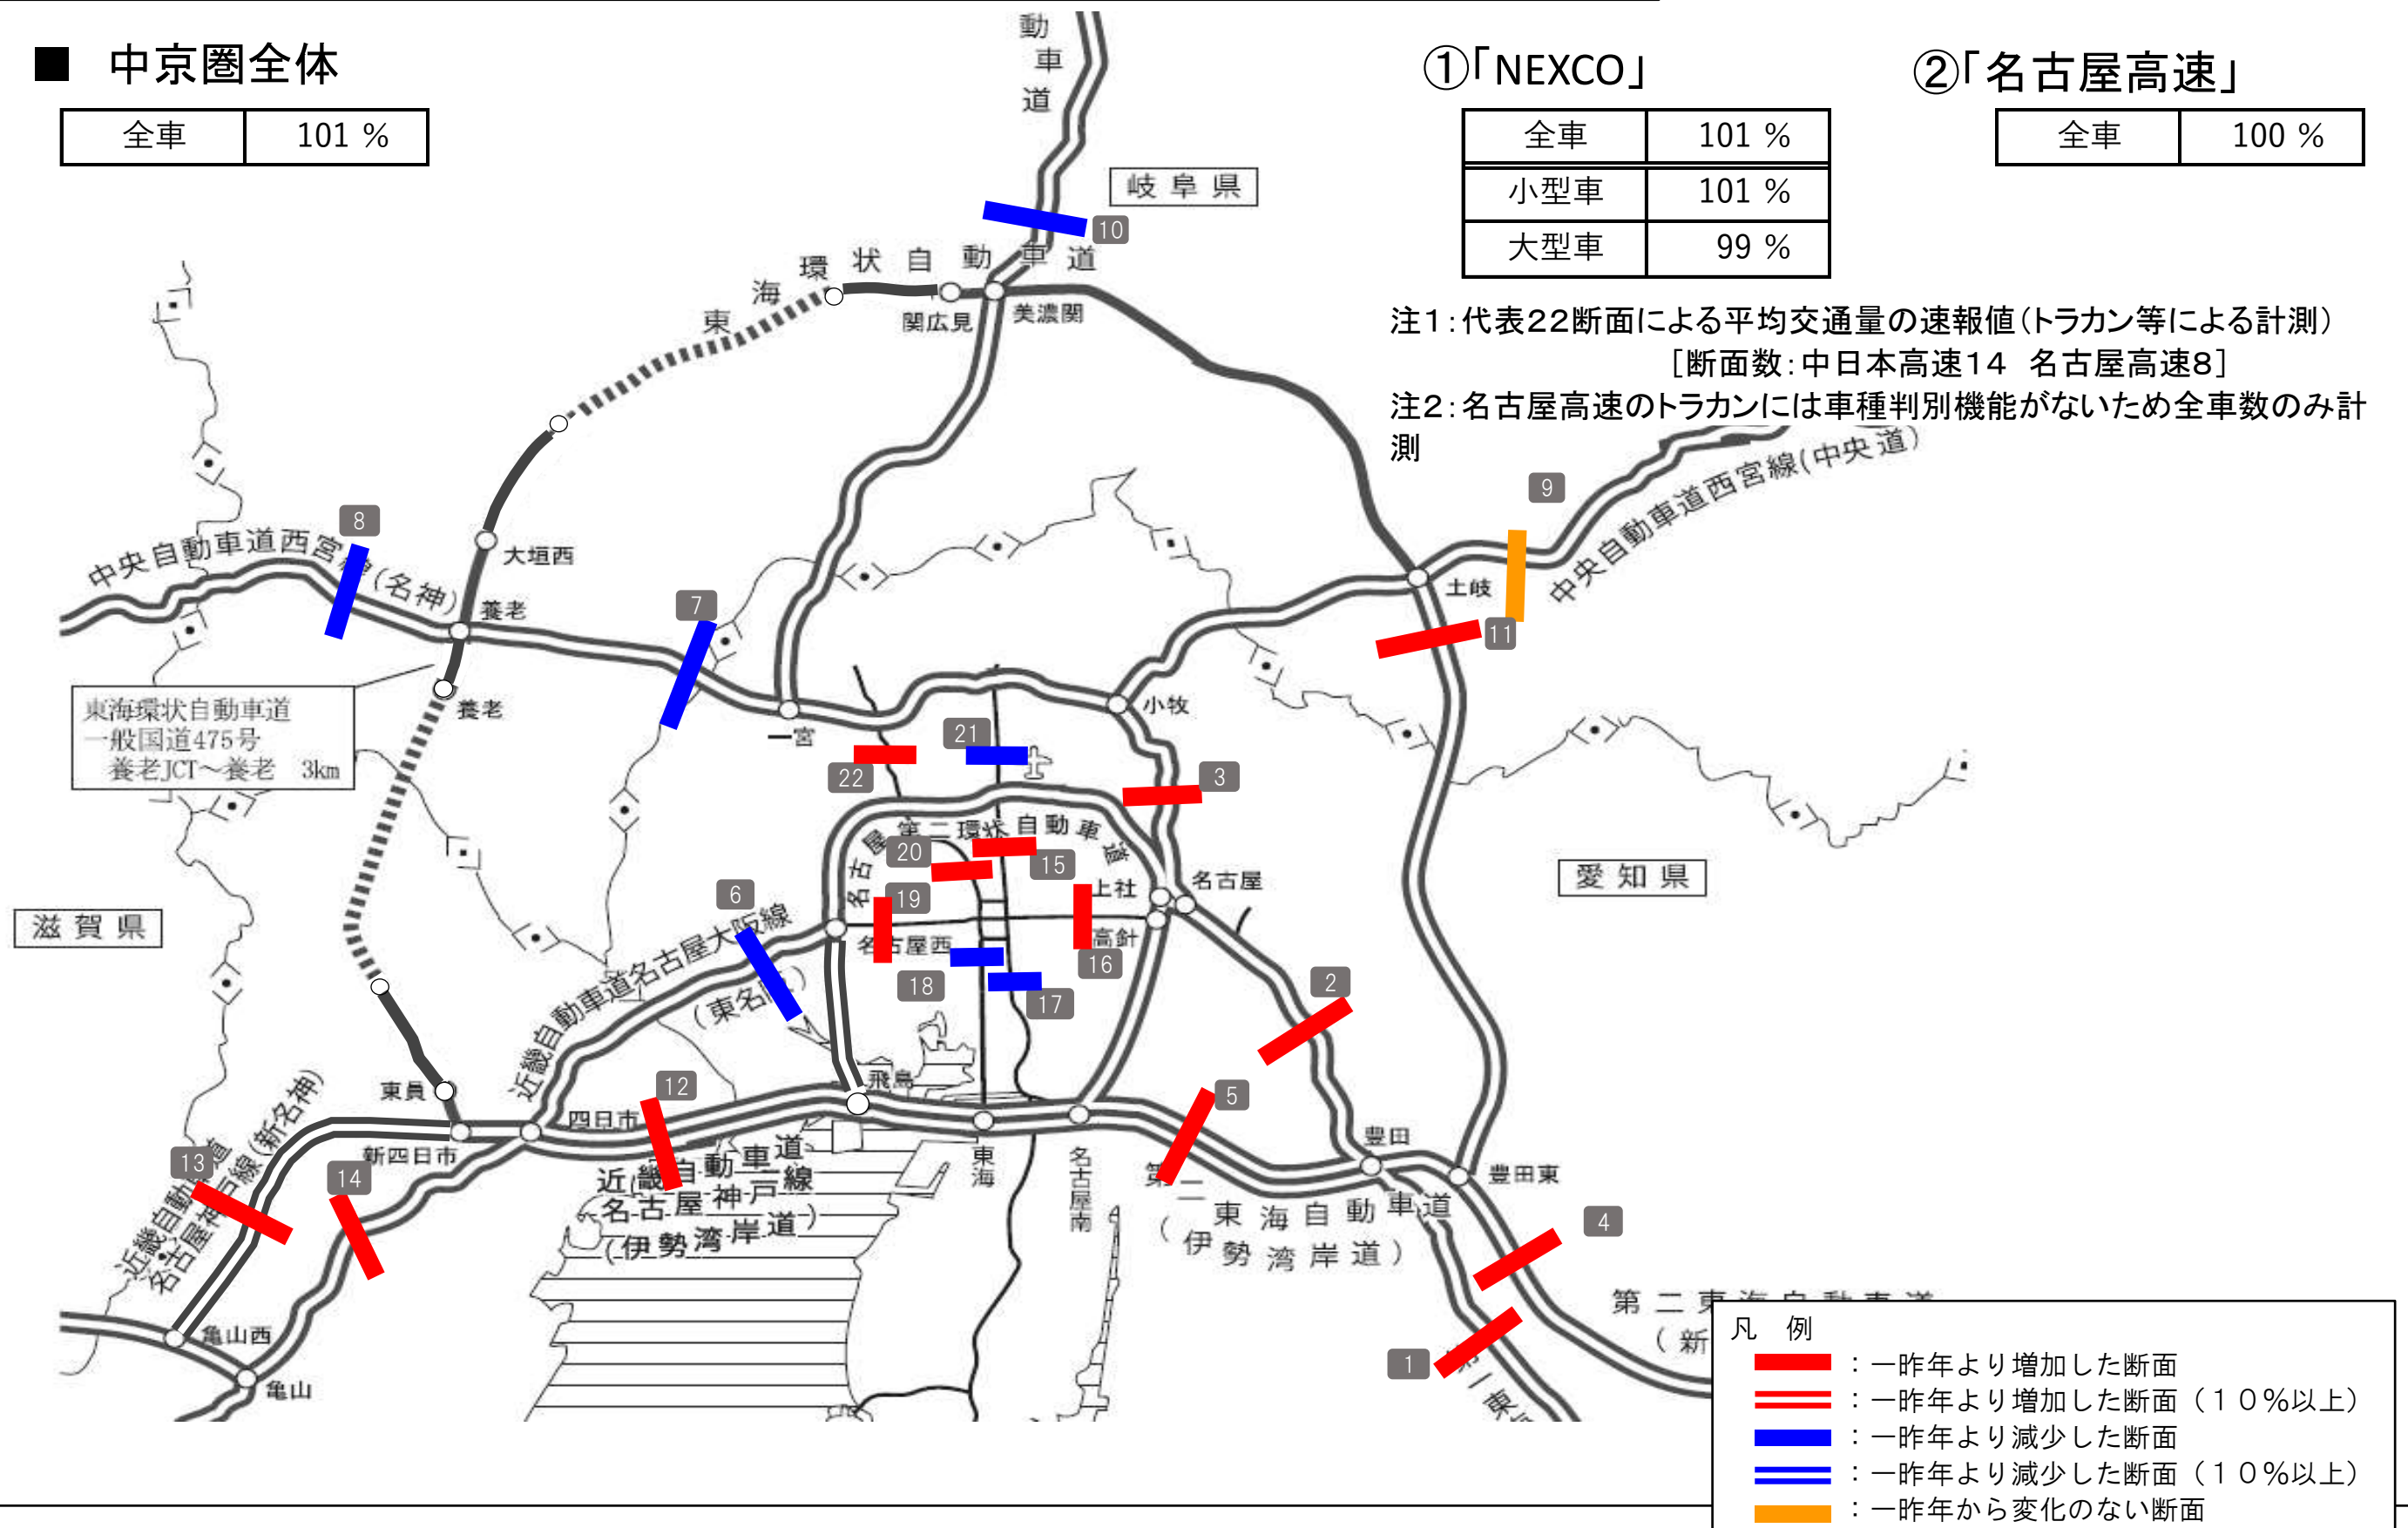 ■ 中京圏全体
全車 101 %
①「NEXCO」
全車 101 %
小型車 101 %
大型車 99 %
②「名古屋高速」
全車 100 %
注1:代表22断面による平均交通量の速報値(トラカン等による計測)
[断面数:中日本高速14 名古屋高速8]
注2:名古屋高速のトラカンには車種判別機能がないため全車数のみ計
測
動車道
岐阜県
10
東海環状自動車道
関広見
美濃関
9
中央自動車道西宮線(中央道)
8
中央自動車道西宮線(名神)
大垣西
養老
7
土岐
11
東海環状自動車道
一般国道475号
養老JCT～養老 3km
養老
一宮
小牧
21
22
3
名古屋第二環状自動車道
20
15
19
上社
名古屋
愛知県
滋賀県
6
近畿自動車道名古屋大阪線
(東名阪)
名古屋西
高針
16
18
17
2
東員
12
飛島
5
四日市
新四日市
東海
名古屋南
豊田
豊田東
13
14
近畿自動車道
名古屋神戸線(新名神)
近畿自動車道
名古屋神戸線
(伊勢湾岸道)
第二東海自動車道
(伊勢湾岸道)
4
亀山西
亀山
1
第一東
第二東海自動車道
(新
凡 例
:一昨年より増加した断面
:一昨年より増加した断面(10%以上)
:一昨年より減少した断面
:一昨年より減少した断面(10%以上)
:一昨年から変化のない断面